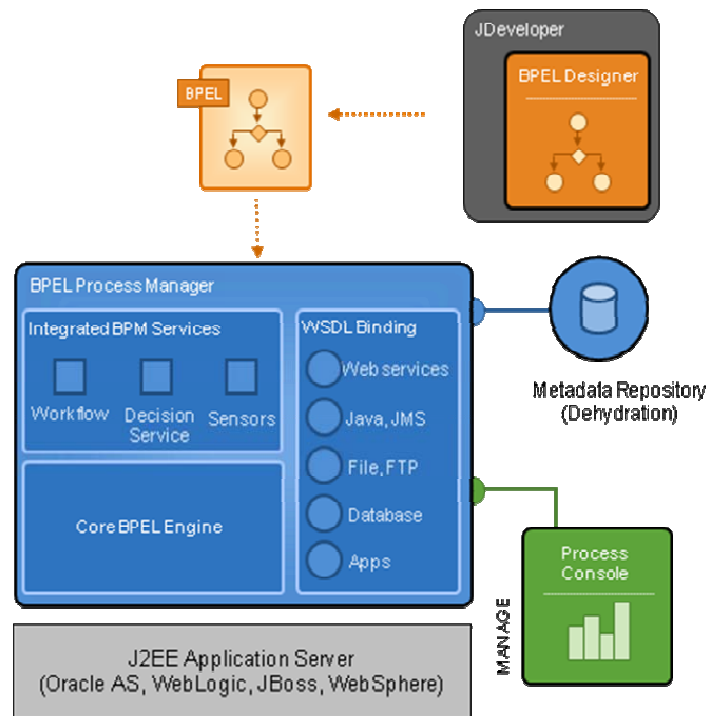 JDeveloper
BPEL Designer
BPEL
BPEL Process Manager
Integrated BPM Services
Workflow
Decision
Service
Sensors
Core BPEL Engine
WSDL Binding
Web services
Java, JMS
File, FTP
Database
Apps
Metadata Repository
(Dehydration)
Process
Console
MANAGE
J2EE Application Server
(Oracle AS, WebLogic, JBoss, WebSphere)